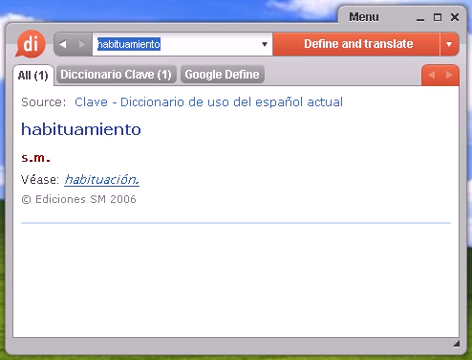 Menu
di
habituamiento
Define and translate
All (1) Diccionario Clave (1) Google Define
Source: Clave - Diccionario de uso del español actual
habituamiento
s.m.
Véase: habituación.
© Ediciones SM 2006